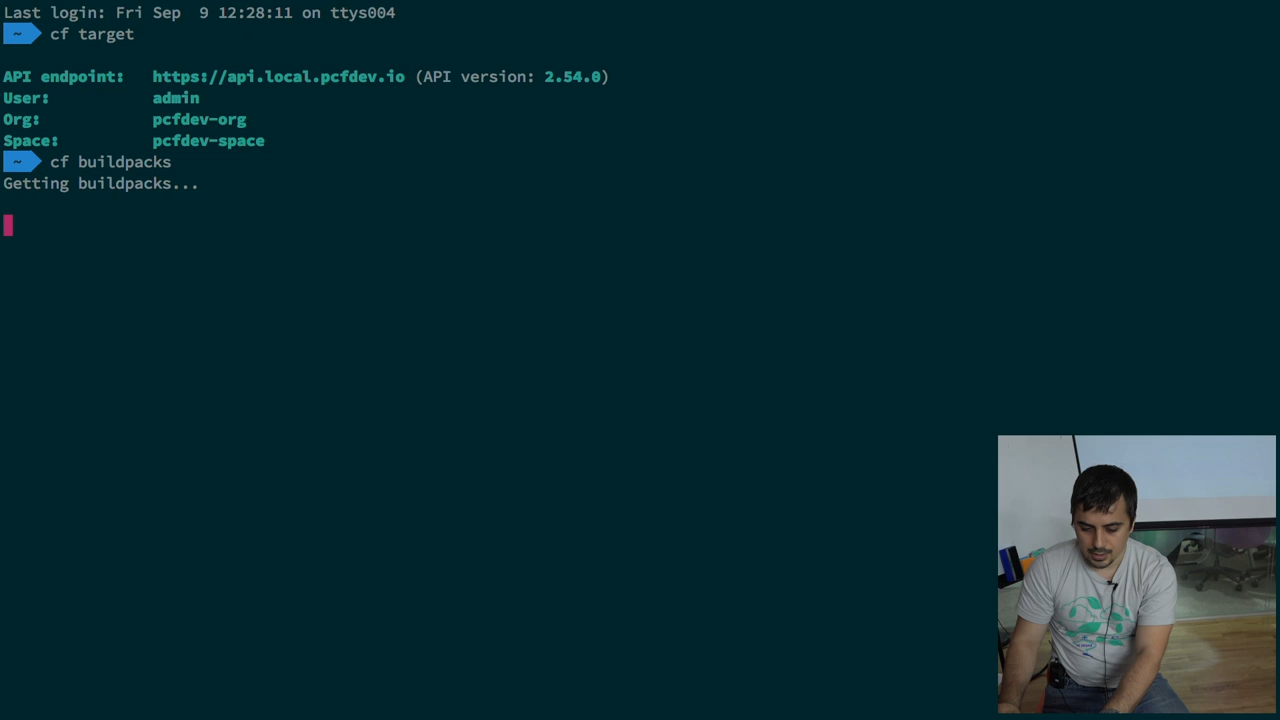 Last login: Fri Sep  9 12:28:11 on ttys004
~ cf target
API endpoint:   https://api.local.pcfdev.io (API version: 2.54.0)
User:           admin
Org:            pcfdev-org
Space:          pcfdev-space
~ cf buildpacks
Getting buildpacks...